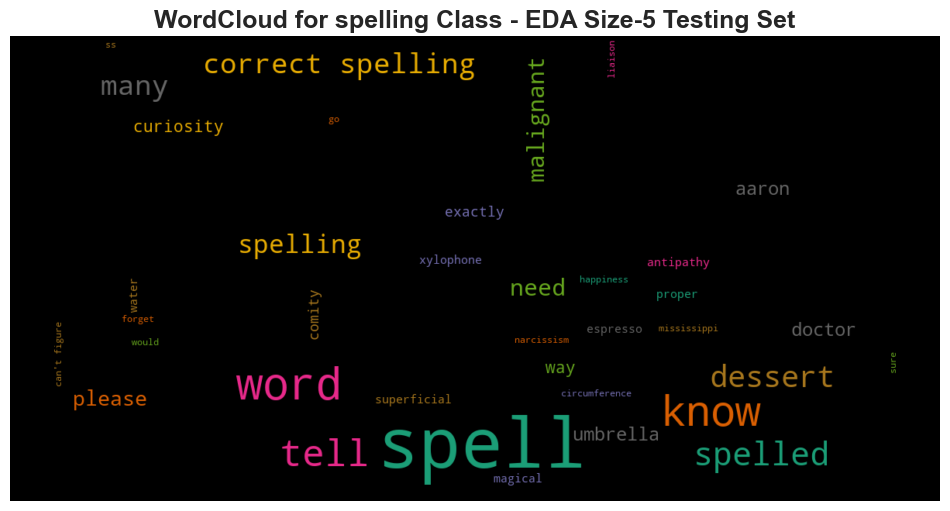 WordCloud for spelling Class - EDA Size-5 Testing Set
ss
liaison
correct spelling
many
malignant
go
curiosity
aaron
exactly
spelling
xylophone
antipathy
happiness
need
proper
water
comity
forget
espresso
mississippi
doctor
would
narcissism
can't figure
sure
way
dessert
word
circumference
please
superficial
know
umbrella
spell
tell
spelled
magical